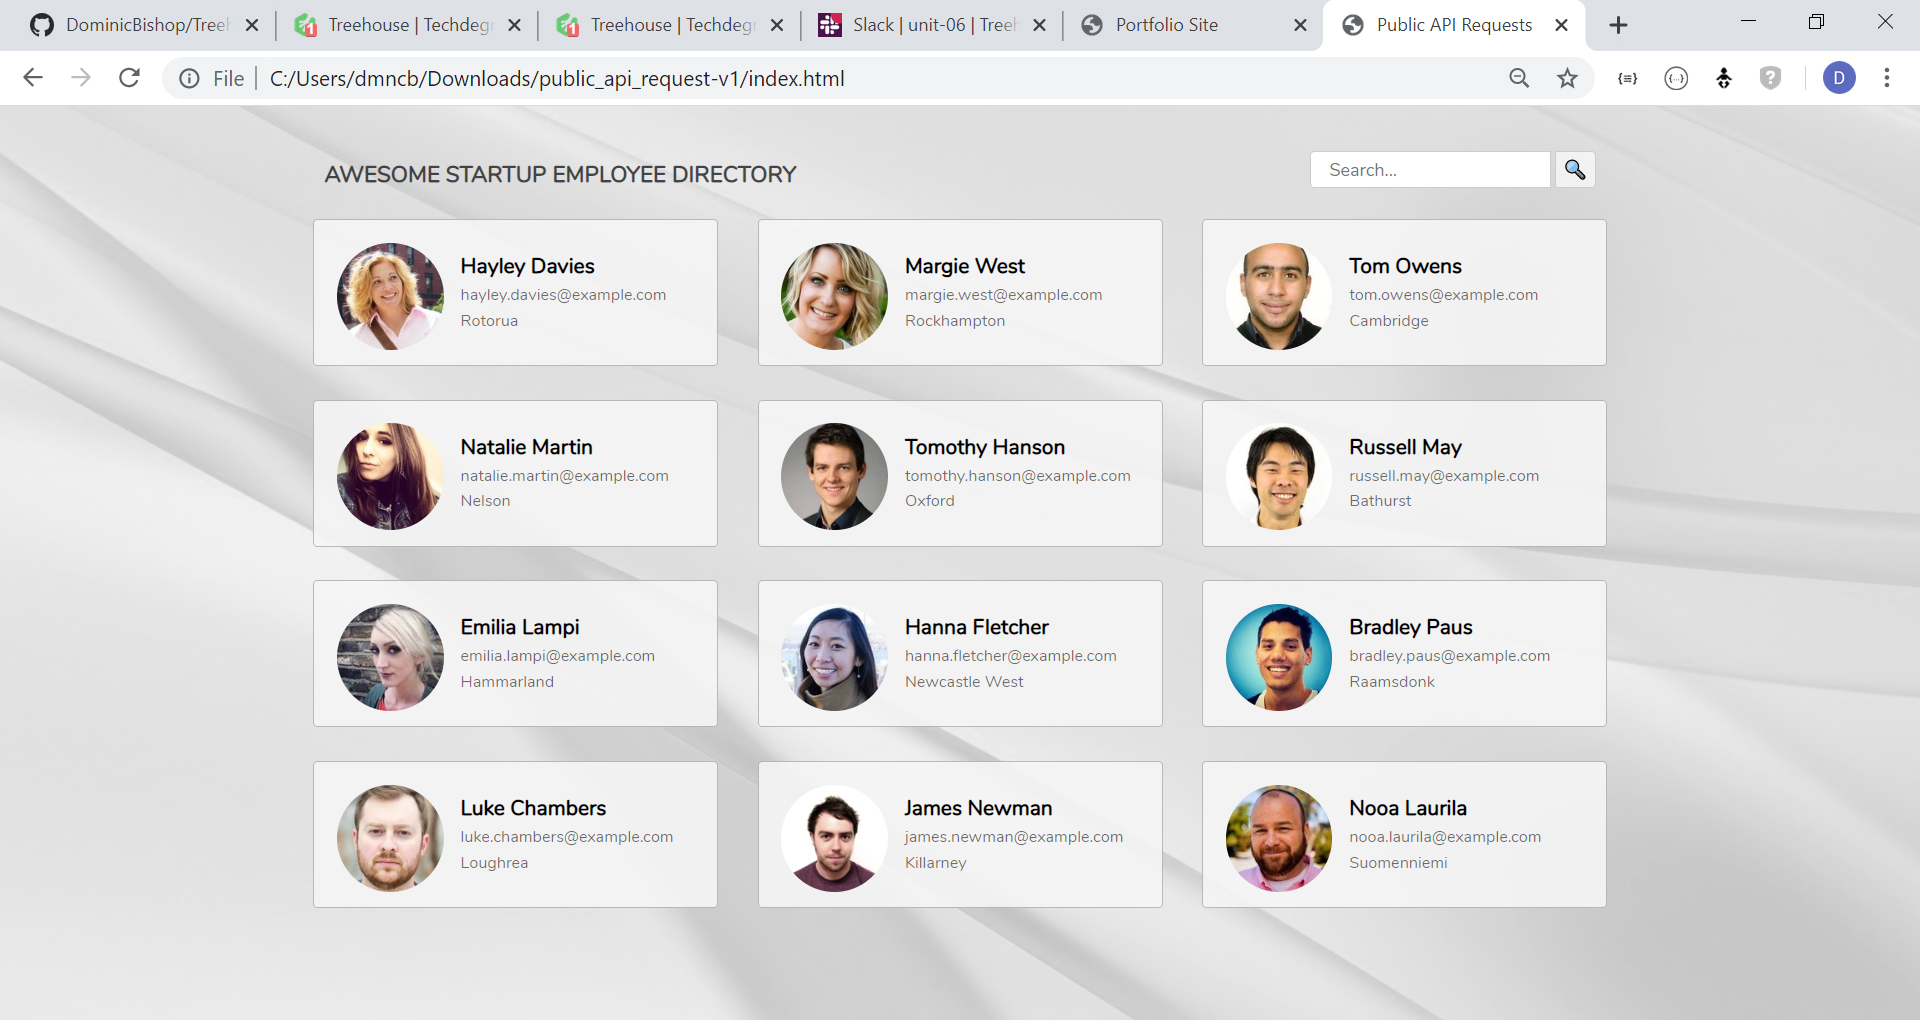 DominicBishop/Treeh
Treehouse | Techdegr
Treehouse | Techdegr
Slack | unit-06 | Treeh
Portfolio Site
Public API Requests
File | C:/Users/dmncb/Downloads/public_api_request-v1/index.html
D
AWESOME STARTUP EMPLOYEE DIRECTORY
Search...
Hayley Davies
hayley.davies@example.com
Rotorua
Margie West
margie.west@example.com
Rockhampton
Tom Owens
tom.owens@example.com
Cambridge
Natalie Martin
natalie.martin@example.com
Nelson
Tomothy Hanson
tomothy.hanson@example.com
Oxford
Russell May
russell.may@example.com
Bathurst
Emilia Lampi
emilia.lampi@example.com
Hammarland
Hanna Fletcher
hanna.fletcher@example.com
Newcastle West
Bradley Paus
bradley.paus@example.com
Raamsdonk
Luke Chambers
luke.chambers@example.com
Loughrea
James Newman
james.newman@example.com
Killarney
Nooa Laurila
nooa.laurila@example.com
Suomenniemi